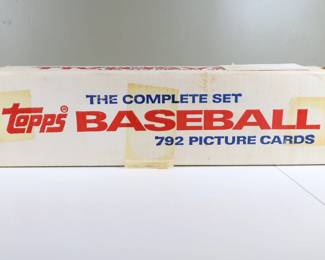 THE COMPLETE SET
Topps® BASEBALL
792 PICTURE CARDS